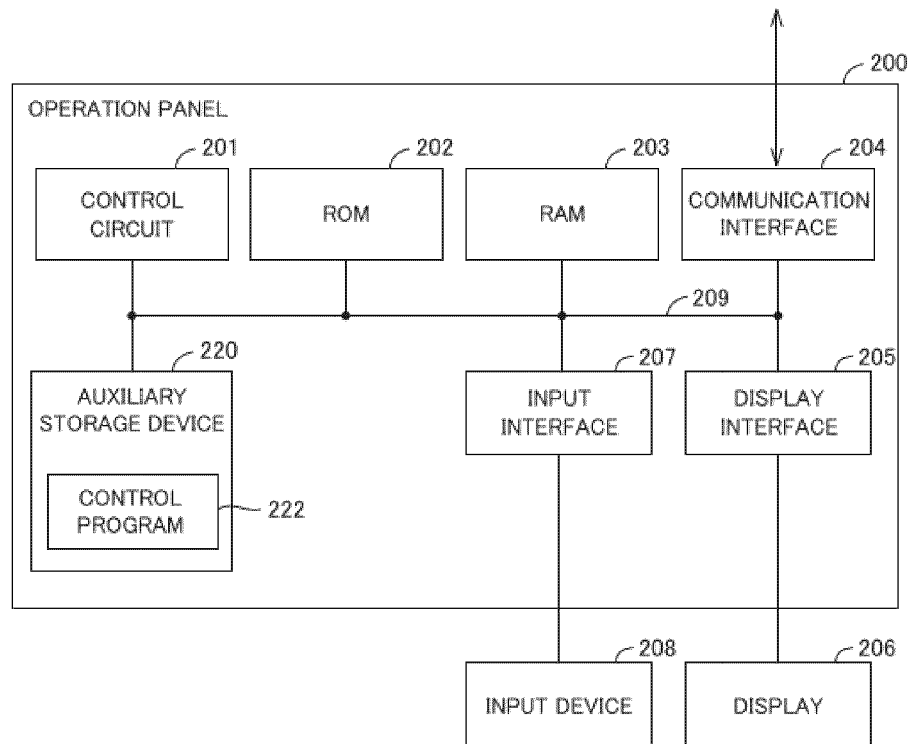 200
OPERATION PANEL
201
202
203
204
CONTROL
CIRCUIT
ROM
RAM
COMMUNICATION
INTERFACE
209
220
207
205
AUXILIARY
STORAGE DEVICE
INPUT
INTERFACE
DISPLAY
INTERFACE
CONTROL
PROGRAM
222
208
206
INPUT DEVICE
DISPLAY